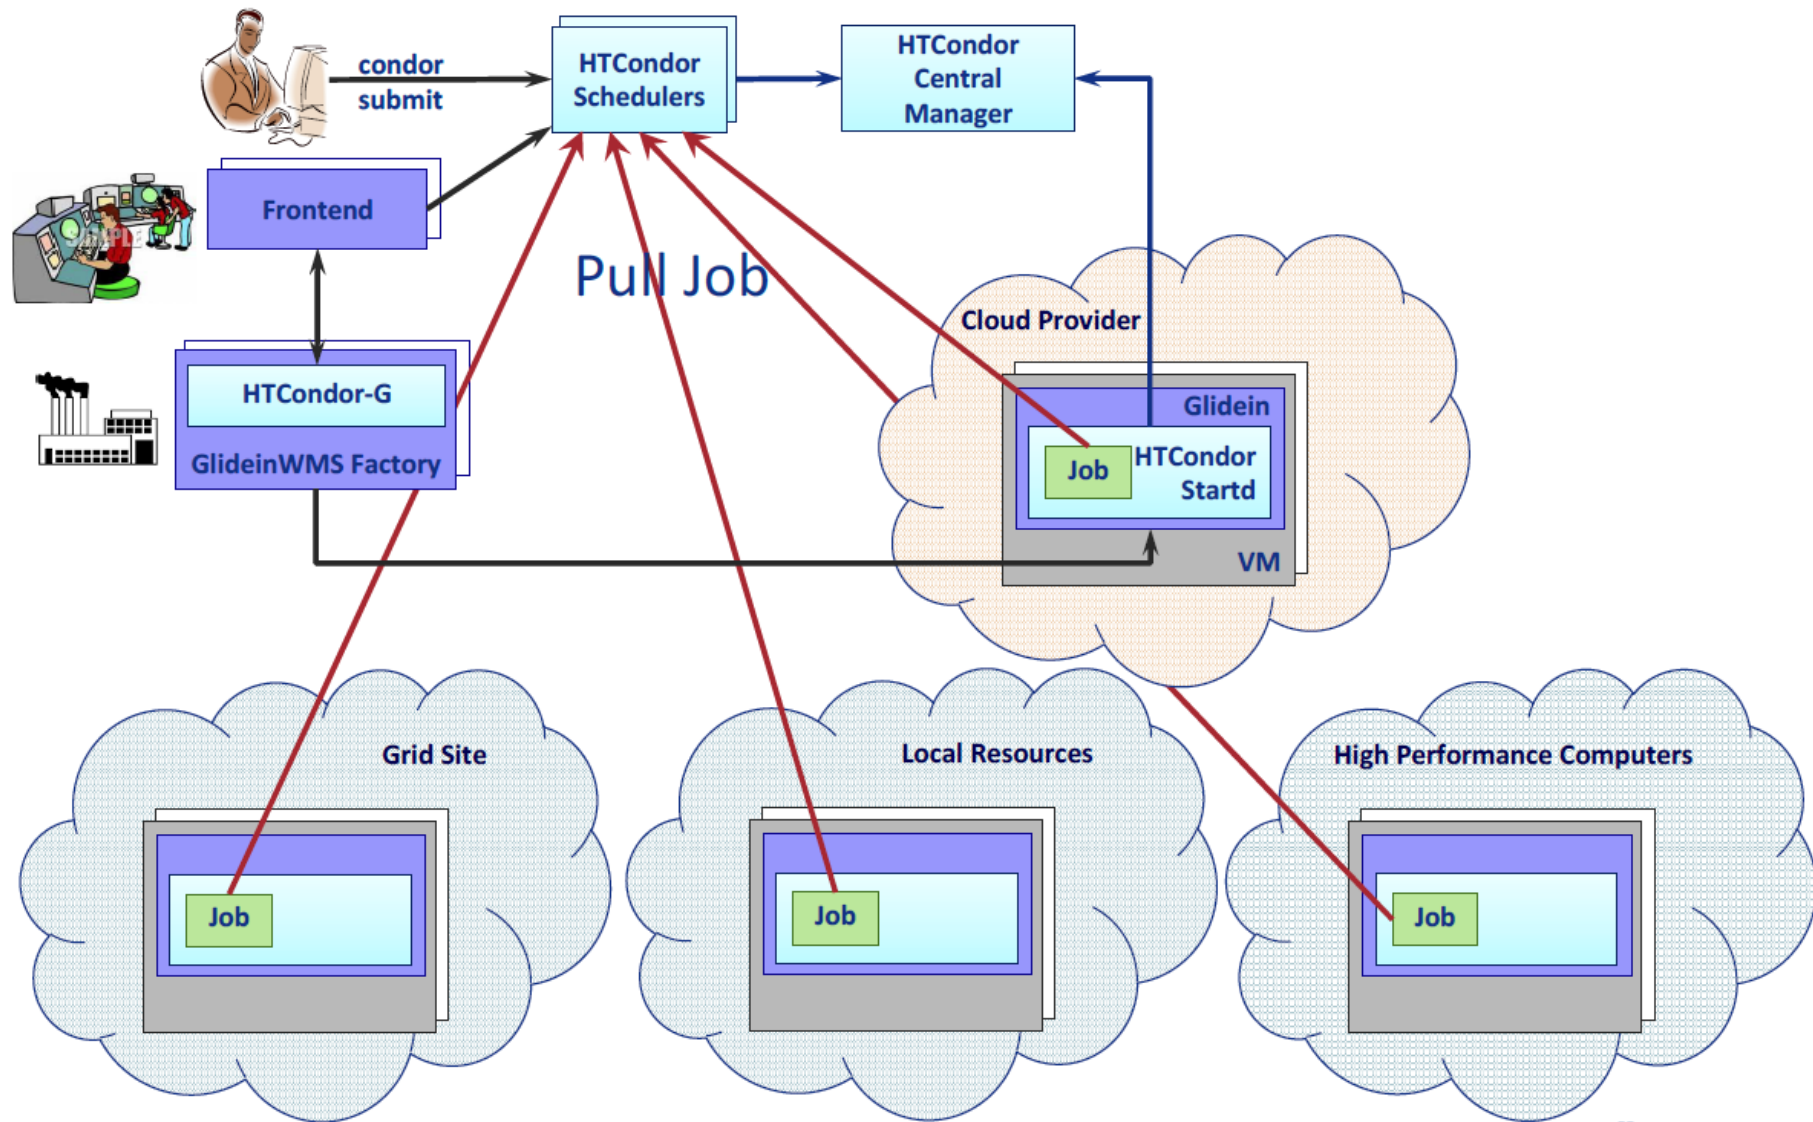 condor
submit
HTCondor
Schedulers
HTCondor
Central
Manager
Frontend
Pull Job
Cloud Provider
HTCondor-G
GlideinWMS Factory
Glidein
Job
HTCondor
Startd
VM
Grid Site
Local Resources
High Performance Computers
Job
Job
Job